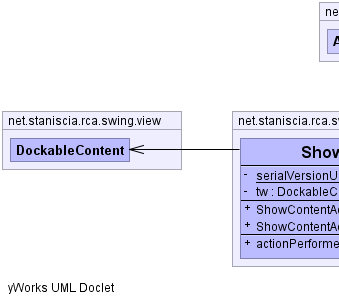 ne
A
net.staniscia.rca.swing.view
DockableContent
net.staniscia.rca.sw
Show
- serialVersionU
- tw : DockableC
+ ShowContentAc
+ ShowContentAc
+ actionPerforme
yWorks UML Doclet